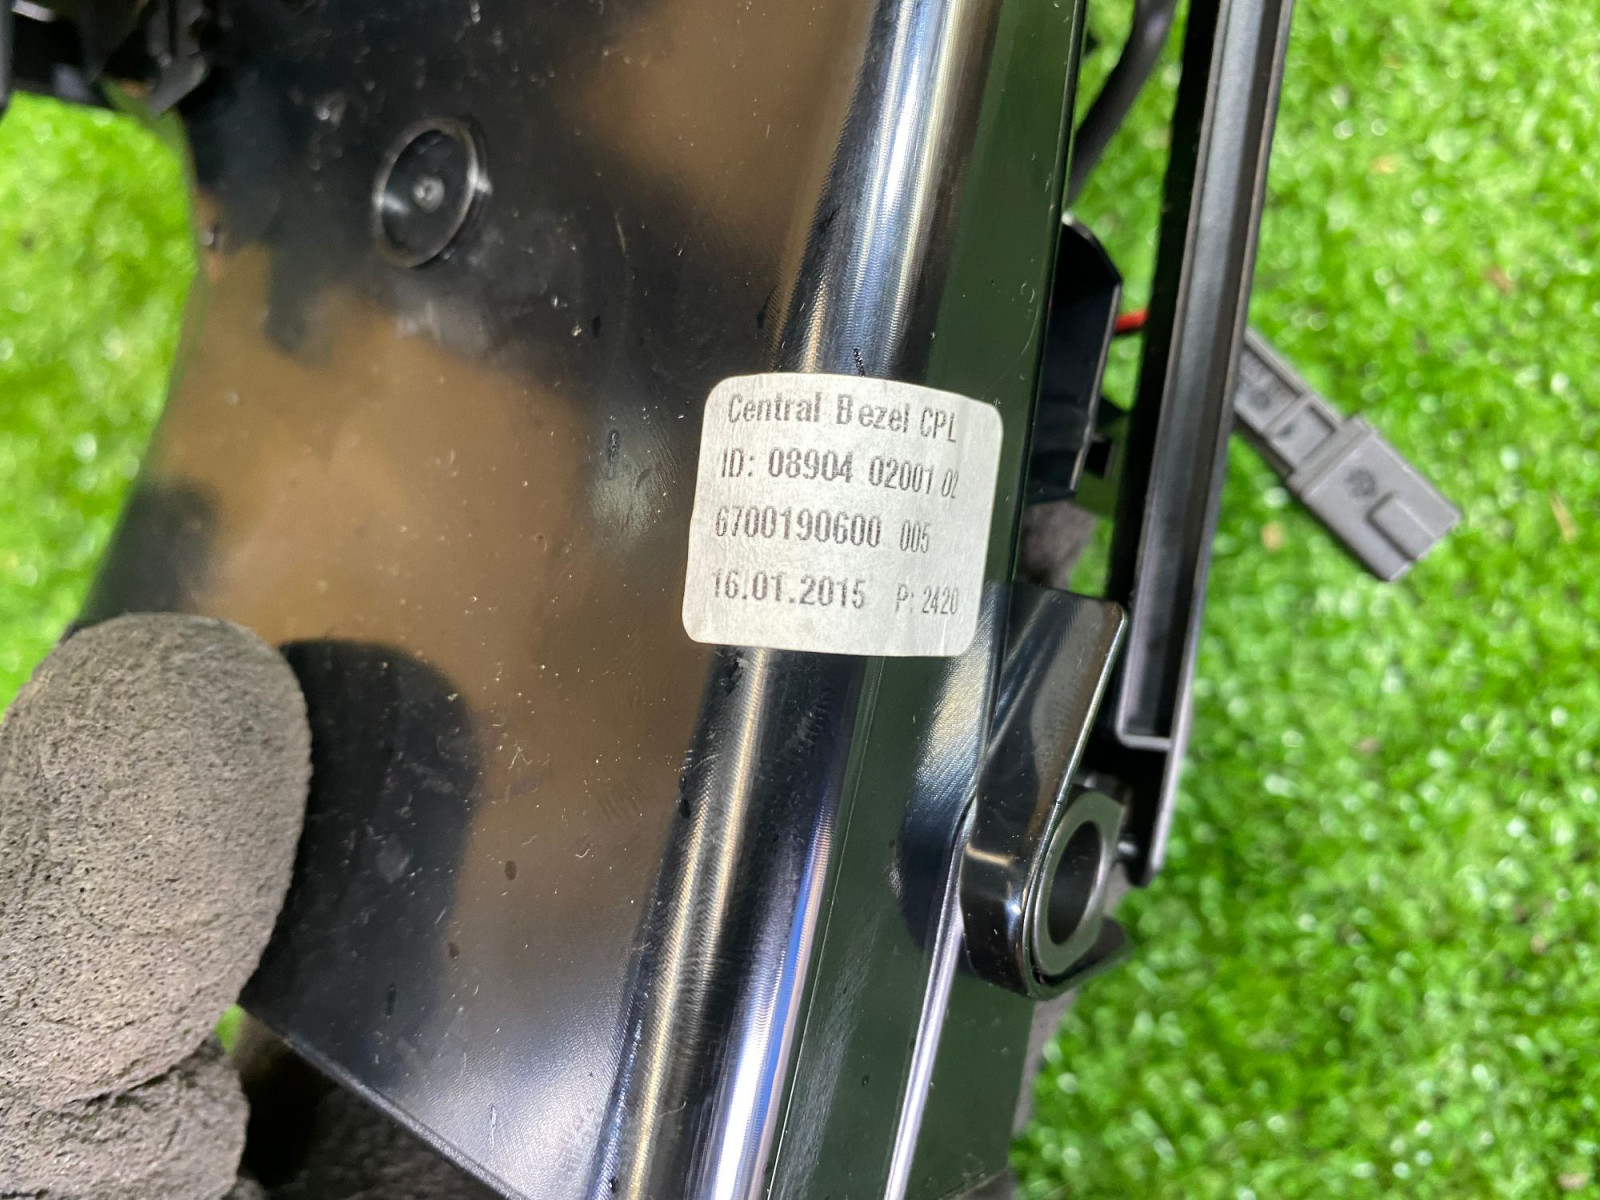 Central Bezel CPL
ID: 08904 02001 02
6700190600 005
16.01.2015 P: 2420